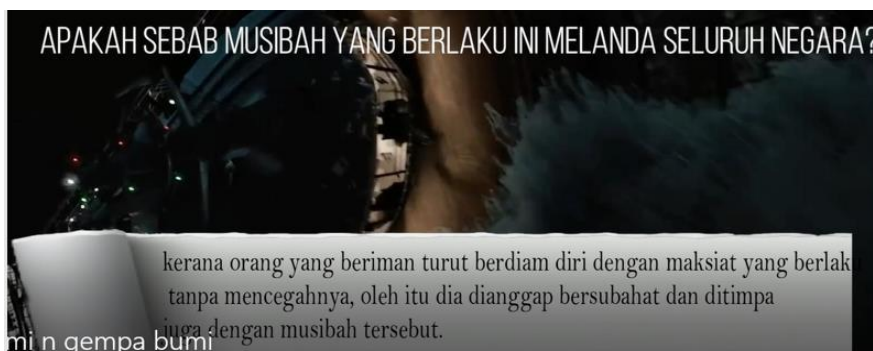 APAKAH SEBAB MUSIBAH YANG BERLAKU INI MELANDA SELURUH NEGARA?
kerana orang yang beriman turut berdiam diri dengan maksiat yang berlaku
tanpa mencegahnya, oleh itu dia dianggap bersubahat dan ditimpa
juga dengan musibah tersebut.
mi n gempa bumi